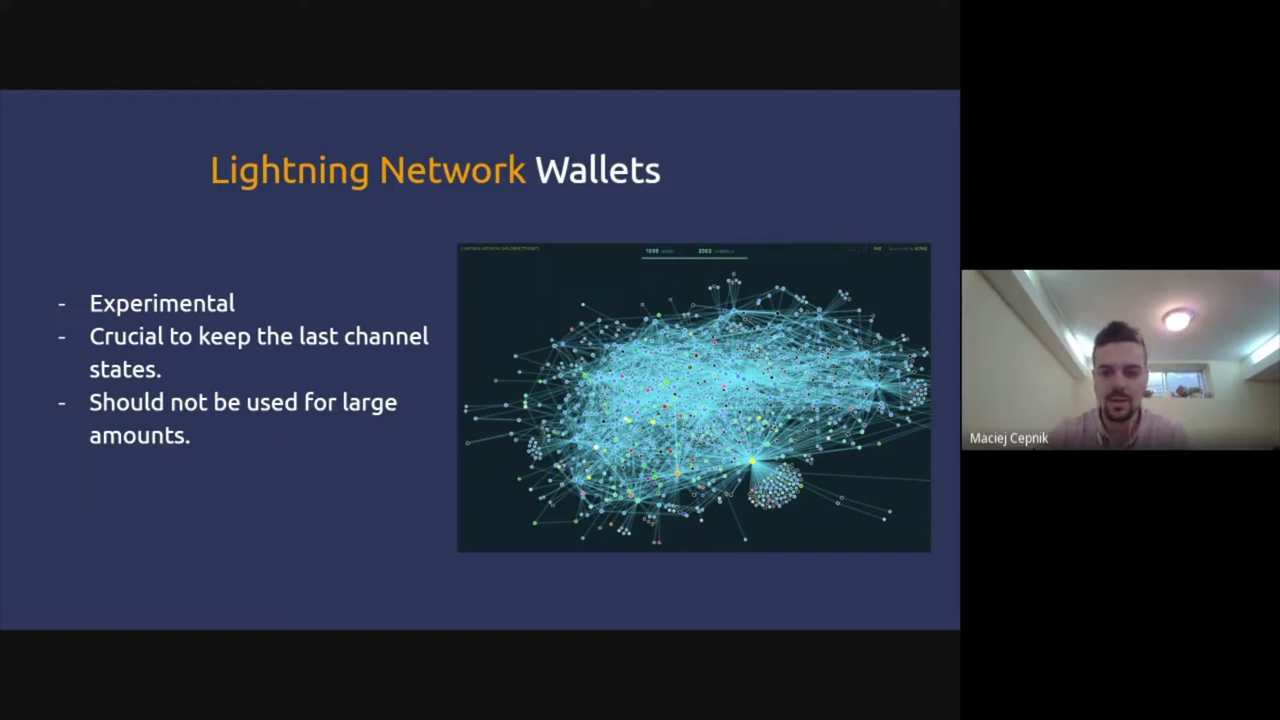 Lightning Network Wallets
- Experimental
- Crucial to keep the last channel
states.
- Should not be used for large
amounts.
Maciej Cepnik